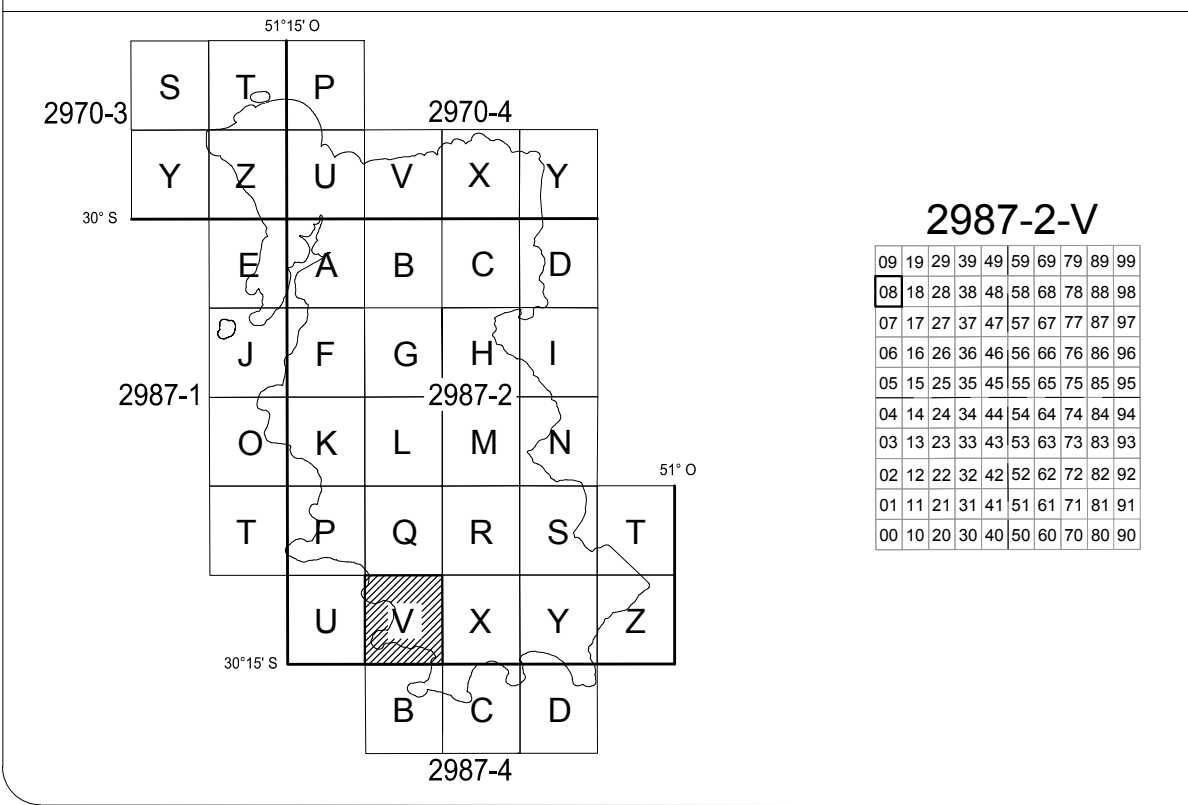 51°15' O
S T P
2970-3 2970-4
Y Z U V X Y
30° S
E A B C D
J F G H I
2987-1 2987-2
O K L M N
51° O
T P Q R S T
U V X Y Z
30°15' S
B C D
2987-4
2987-2-V
09 19 29 39 49 59 69 79 89 99
08 18 28 38 48 58 68 78 88 98
07 17 27 37 47 57 67 77 87 97
06 16 26 36 46 56 66 76 86 96
05 15 25 35 45 55 65 75 85 95
04 14 24 34 44 54 64 74 84 94
03 13 23 33 43 53 63 73 83 93
02 12 22 32 42 52 62 72 82 92
01 11 21 31 41 51 61 71 81 91
00 10 20 30 40 50 60 70 80 90